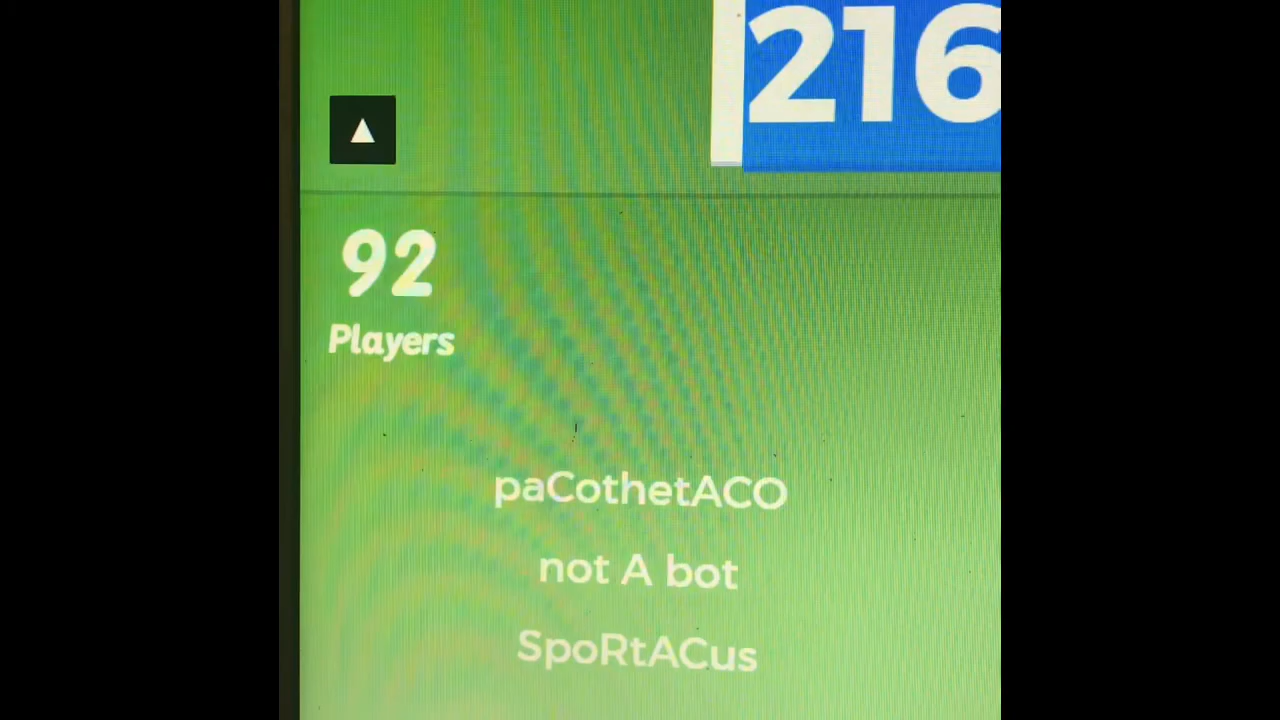 216
▲
92
Players
paCothetACO
not A bot
SpoRtACus